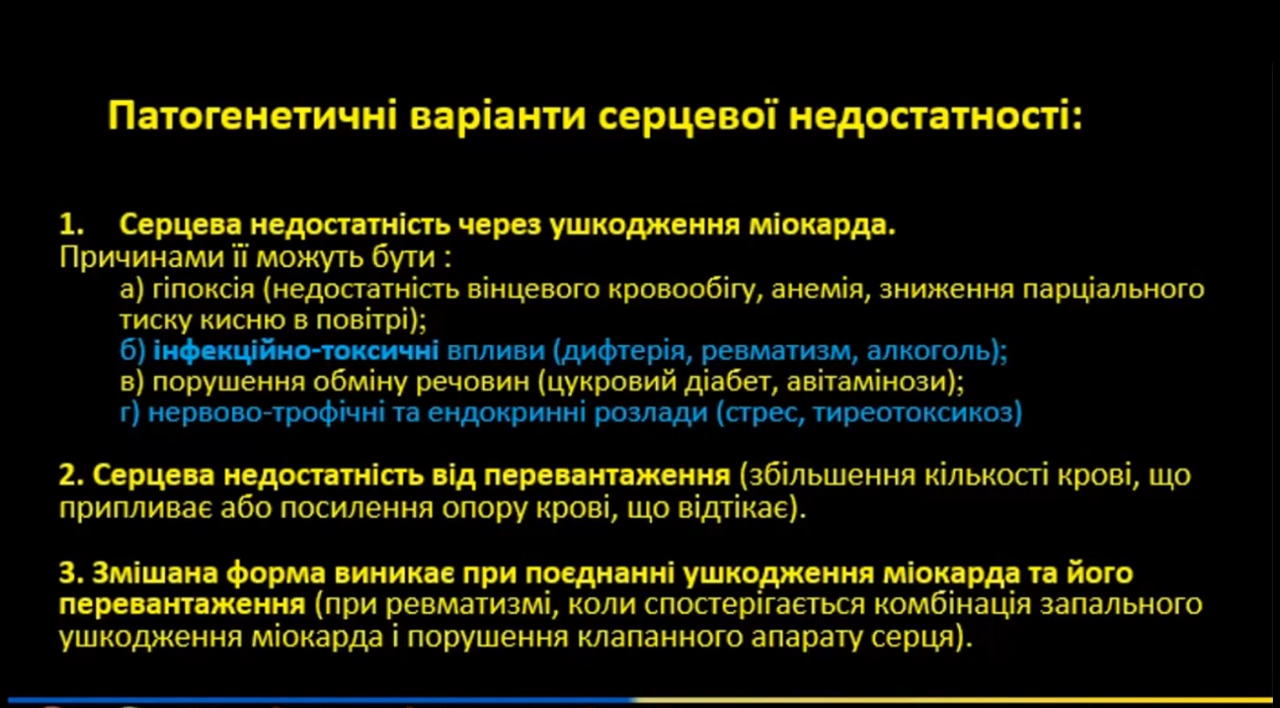 Патогенетичні варіанти серцевої недостатності:
1. Серцева недостатність через ушкодження міокарда.
Причинами її можуть бути :
а) гіпоксія (недостатність вінцевого кровообігу, анемія, зниження парціального
тиску кисню в повітрі);
б) інфекційно-токсичні впливи (дифтерія, ревматизм, алкоголь);
в) порушення обміну речовин (цукровий діабет, авітамінози);
г) нервово-трофічні та ендокринні розлади (стрес, тиреотоксикоз)
2. Серцева недостатність від перевантаження (збільшення кількості крові, що
припливає або посилення опору крові, що відтікає).
3. Змішана форма виникає при поєднанні ушкодження міокарда та його
перевантаження (при ревматизмі, коли спостерігається комбінація запального
ушкодження міокарда і порушення клапанного апарату серця).